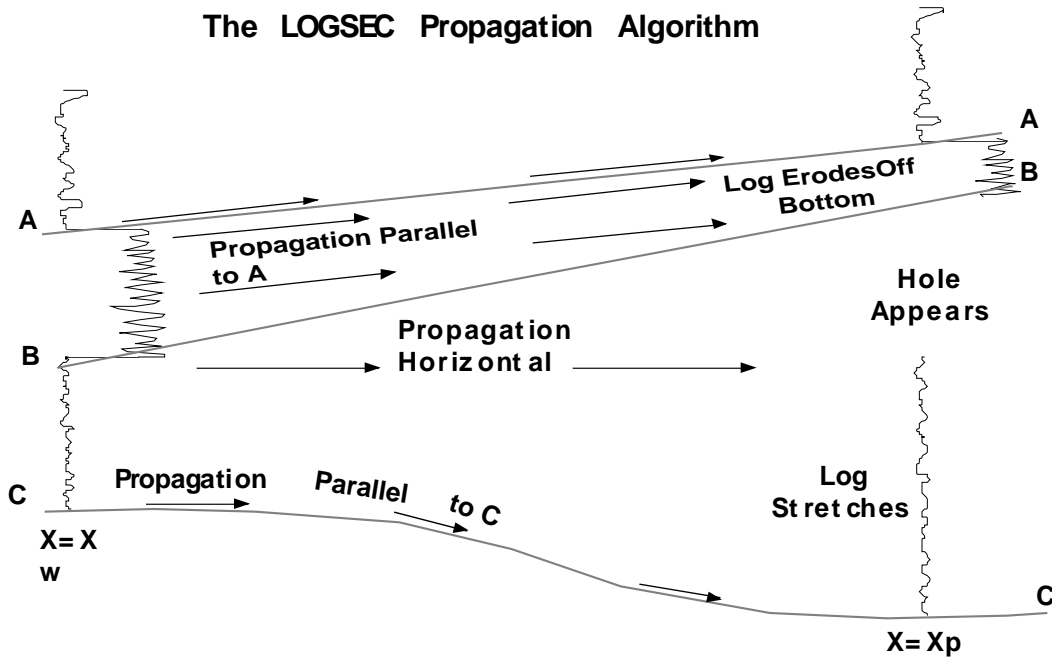 The LOGSEC Propagation Algorithm
A
B
A
Log ErodesOff
Bottom
Propagation Parallel
to A
Hole
Appears
B
Propagation
Horizontal
Propagation
Parallel
to C
Log
Stretches
C
X=X
w
C
X=Xp